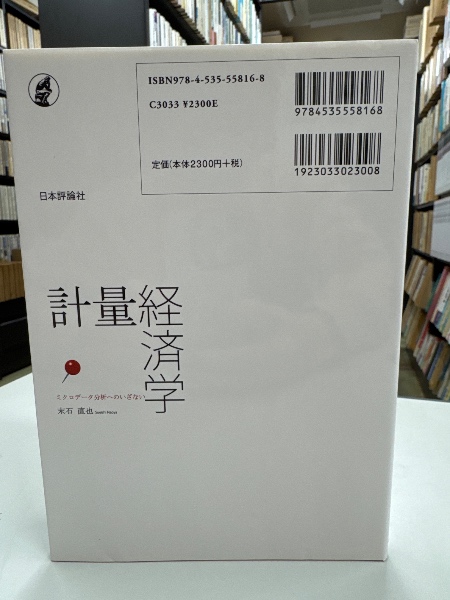 ISBN978-4-535-55816-8
C3033 ¥2300E
定価(本体2300円+税)
9784535558168
1923033023008
日本評論社
計量経済学
ミクロデータ分析へのいざない
末石 直也 Sueishi Naoya